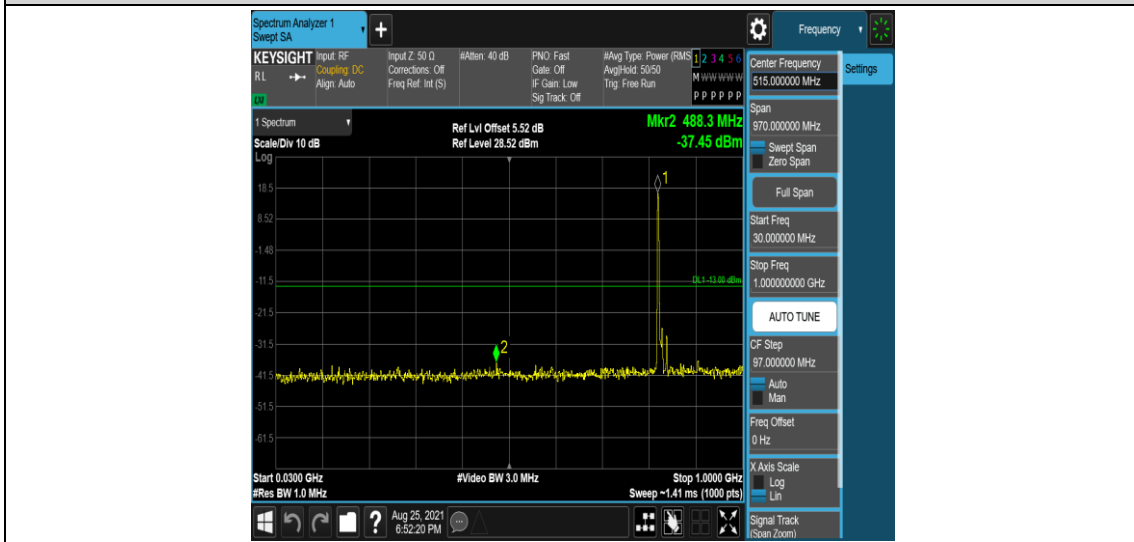 Spectrum Analyzer 1
Swept SA
+
Frequency
KEYSIGHT
RL
Input: RF
Coupling: DC
Align: Auto
Input Z: 50 Ω
Corrections: Off
Freq Ref: Int (S)
#Atten: 40 dB
PNO: Fast
Gate: Off
IF Gain: Low
Sig Track: Off
#Avg Type: Power (RMS
Avg|Hold: 50/50
Trig: Free Run
1 2 3 4 5 6
M W W W W W
P P P P P P
1 Spectrum
Scale/Div 10 dB
Log
Ref Lvl Offset 5.52 dB
Ref Level 28.52 dBm
Mkr2 488.3 MHz
-37.45 dBm
18.5
8.52
-1.48
-11.5
-21.5
-31.5
-41.5
-51.5
-61.5
1
DL1 -13.00 dBm
2
Start 0.0300 GHz
#Res BW 1.0 MHz
#Video BW 3.0 MHz
Stop 1.0000 GHz
Sweep ~1.41 ms (1000 pts)
Center Frequency
515.000000 MHz
Settings
Span
970.000000 MHz
Swept Span
Zero Span
Full Span
Start Freq
30.000000 MHz
Stop Freq
1.000000000 GHz
AUTO TUNE
CF Step
97.000000 MHz
Auto
Man
Freq Offset
0 Hz
X Axis Scale
Log
Lin
Signal Track
(Span Zoom)
?
Aug 25, 2021
6:52:20 PM